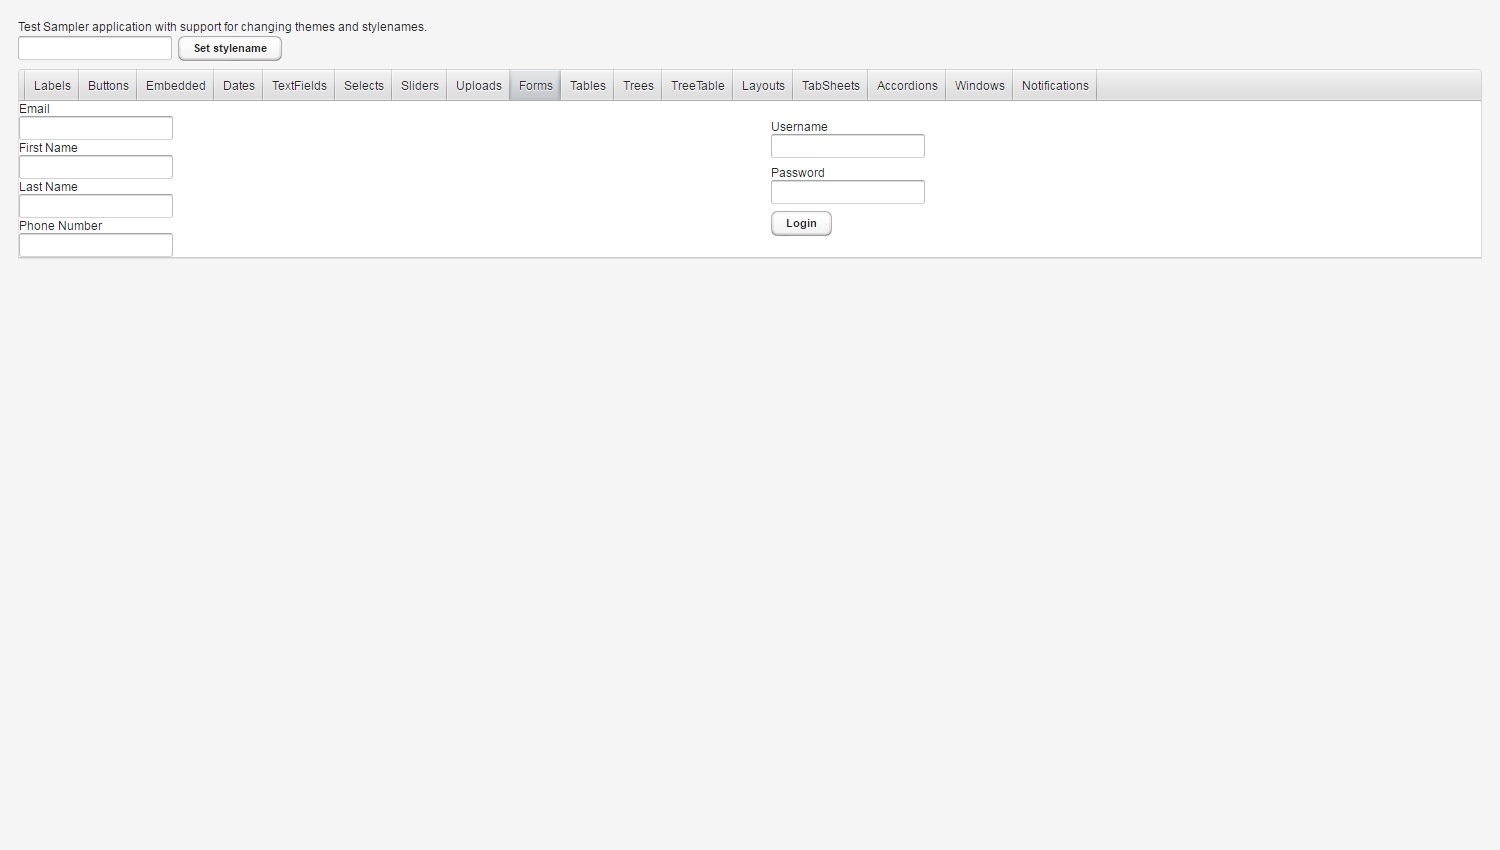 Test Sampler application with support for changing themes and stylenames.
Set stylename
Labels Buttons Embedded Dates TextFields Selects Sliders Uploads Forms Tables Trees TreeTable Layouts TabSheets Accordions Windows Notifications
Email
First Name
Last Name
Phone Number
Username
Password
Login